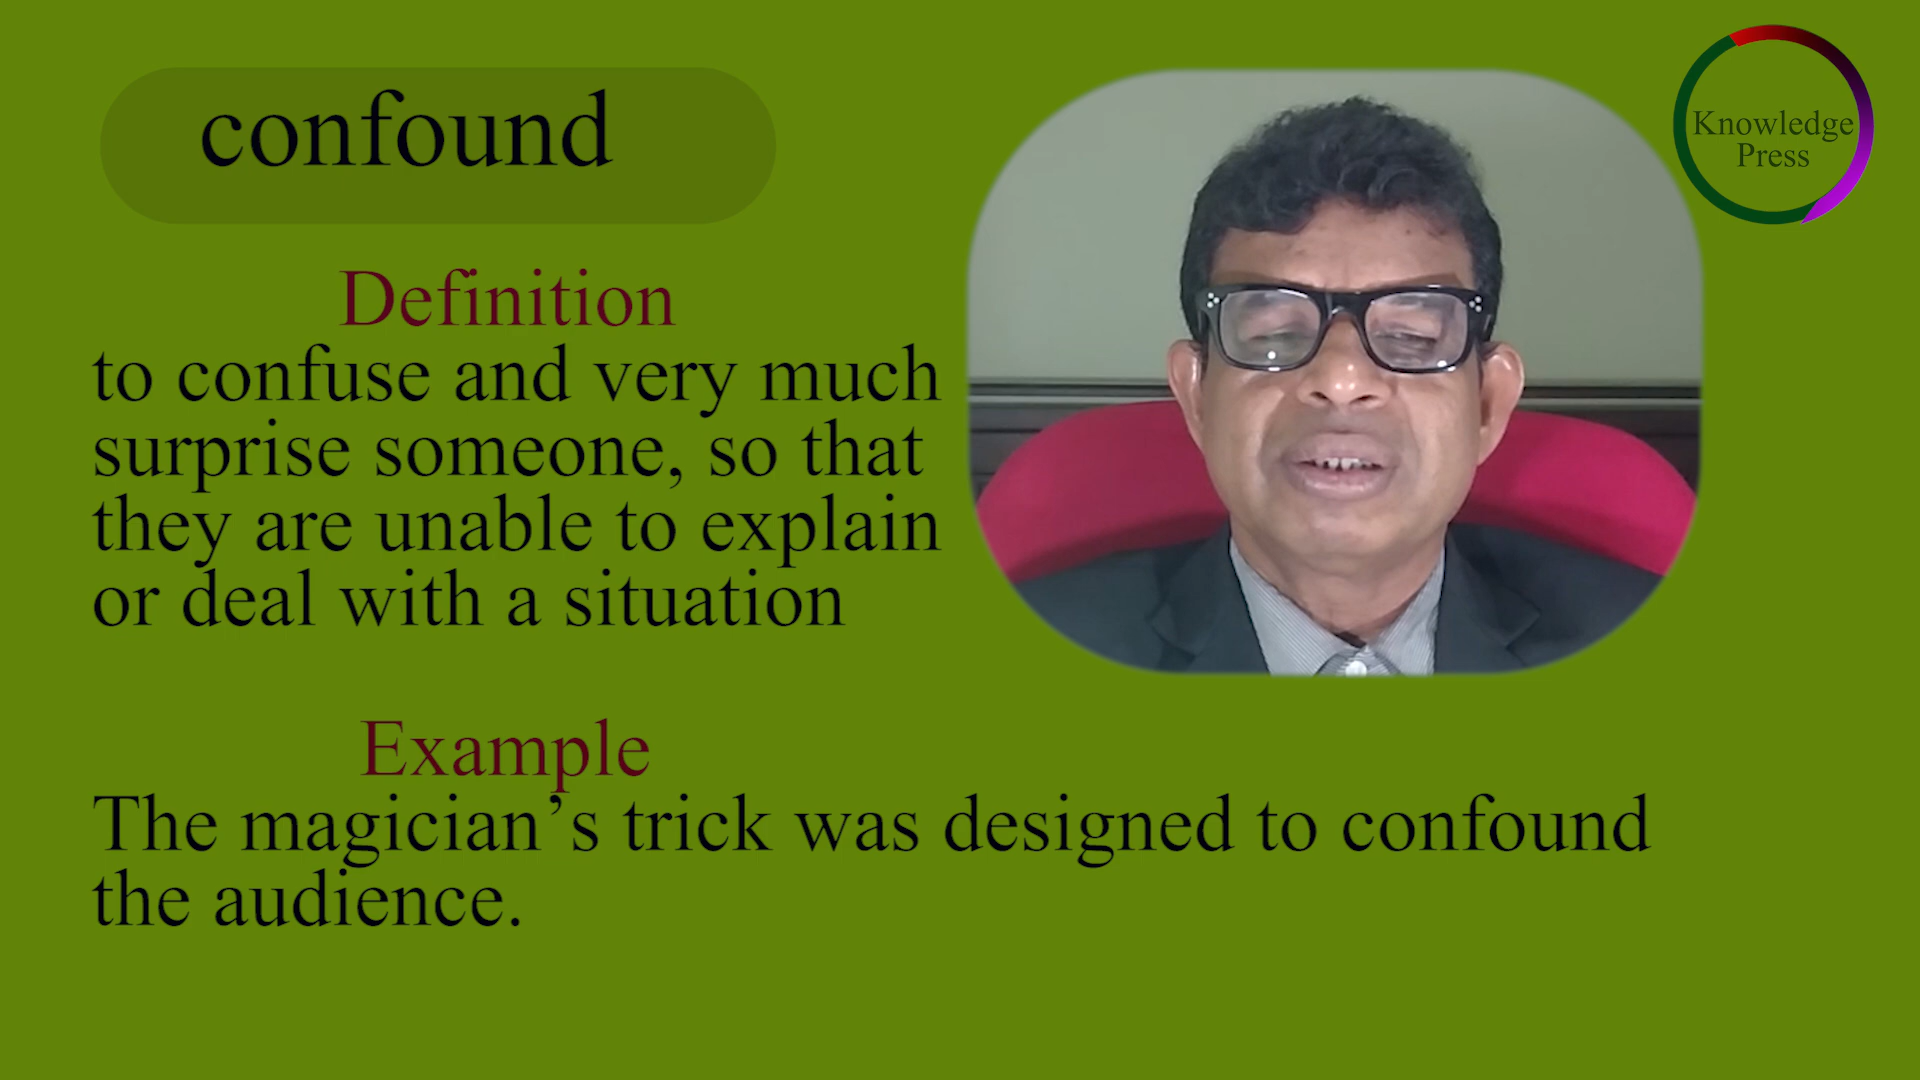 confound
Knowledge
Press
Definition
to confuse and very much
surprise someone, so that
they are unable to explain
or deal with a situation
Example
The magician’s trick was designed to confound
the audience.